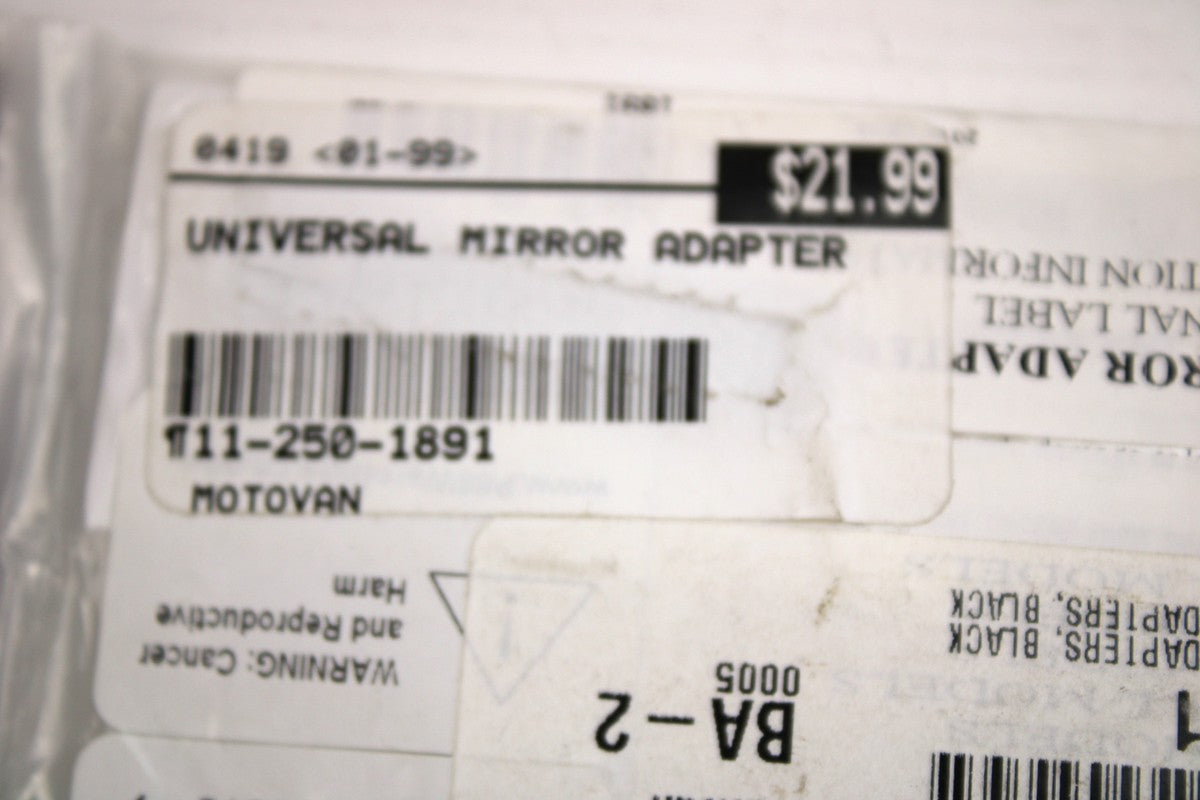 0419 <01-99>
$21.99
UNIVERSAL MIRROR ADAPTER
¶11-250-1891
MOTOVAN
WARNING: Cancer
and Reproductive
Harm
BA-2
0005
DAPTERS, BLACK
DAPTERS, BLACK
ROR ADAP
NAL LABEL
TION INFORMA